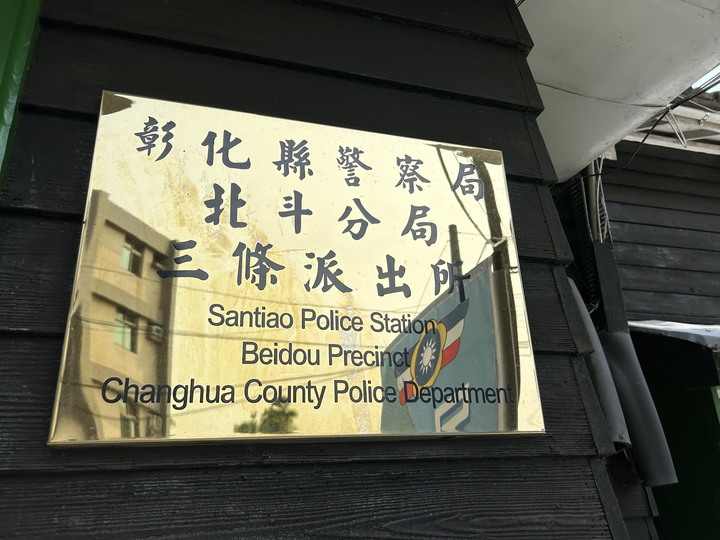 彰化縣警察局
北斗分局
三條派出所
Santiao Police Station
Beidou Precinct
Changhua County Police Department